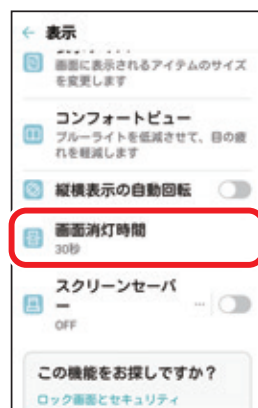 ← 表示
画面に表示されるアイテムのサイズ
を変更します
コンフォートビュー
ブルーライトを低減させて、目の疲
れを軽減します
縦横表示の自動回転
画面消灯時間
30秒
スクリーンセーバ
ー
OFF
この機能をお探しですか？
ロック画面とセキュリティ